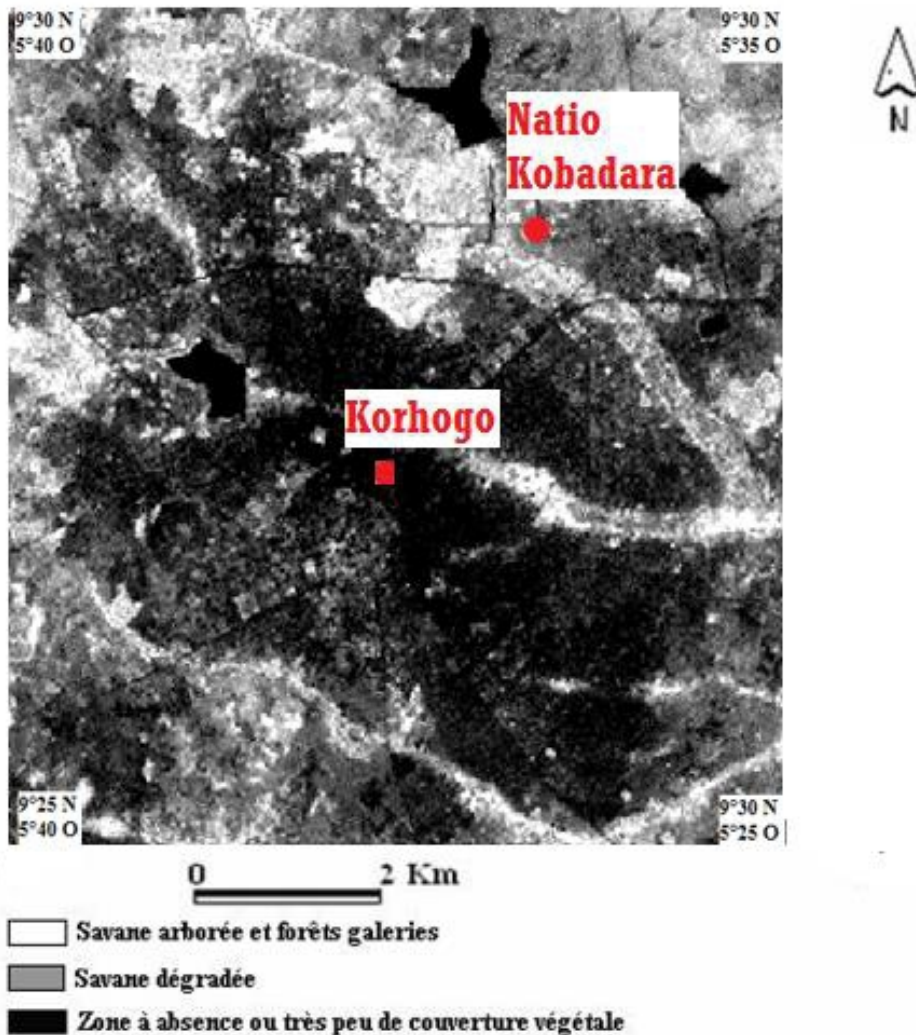 9°30 N
5°40 O
9°30 N
5°35 O
N
Natio
Kobadara
Korhogo
9°25 N
5°40 O
9°30 N
5°25 O
0 2 Km
Savane arborée et forêts galeries
Savane dégradée
Zone à absence ou très peu de couverture végétale